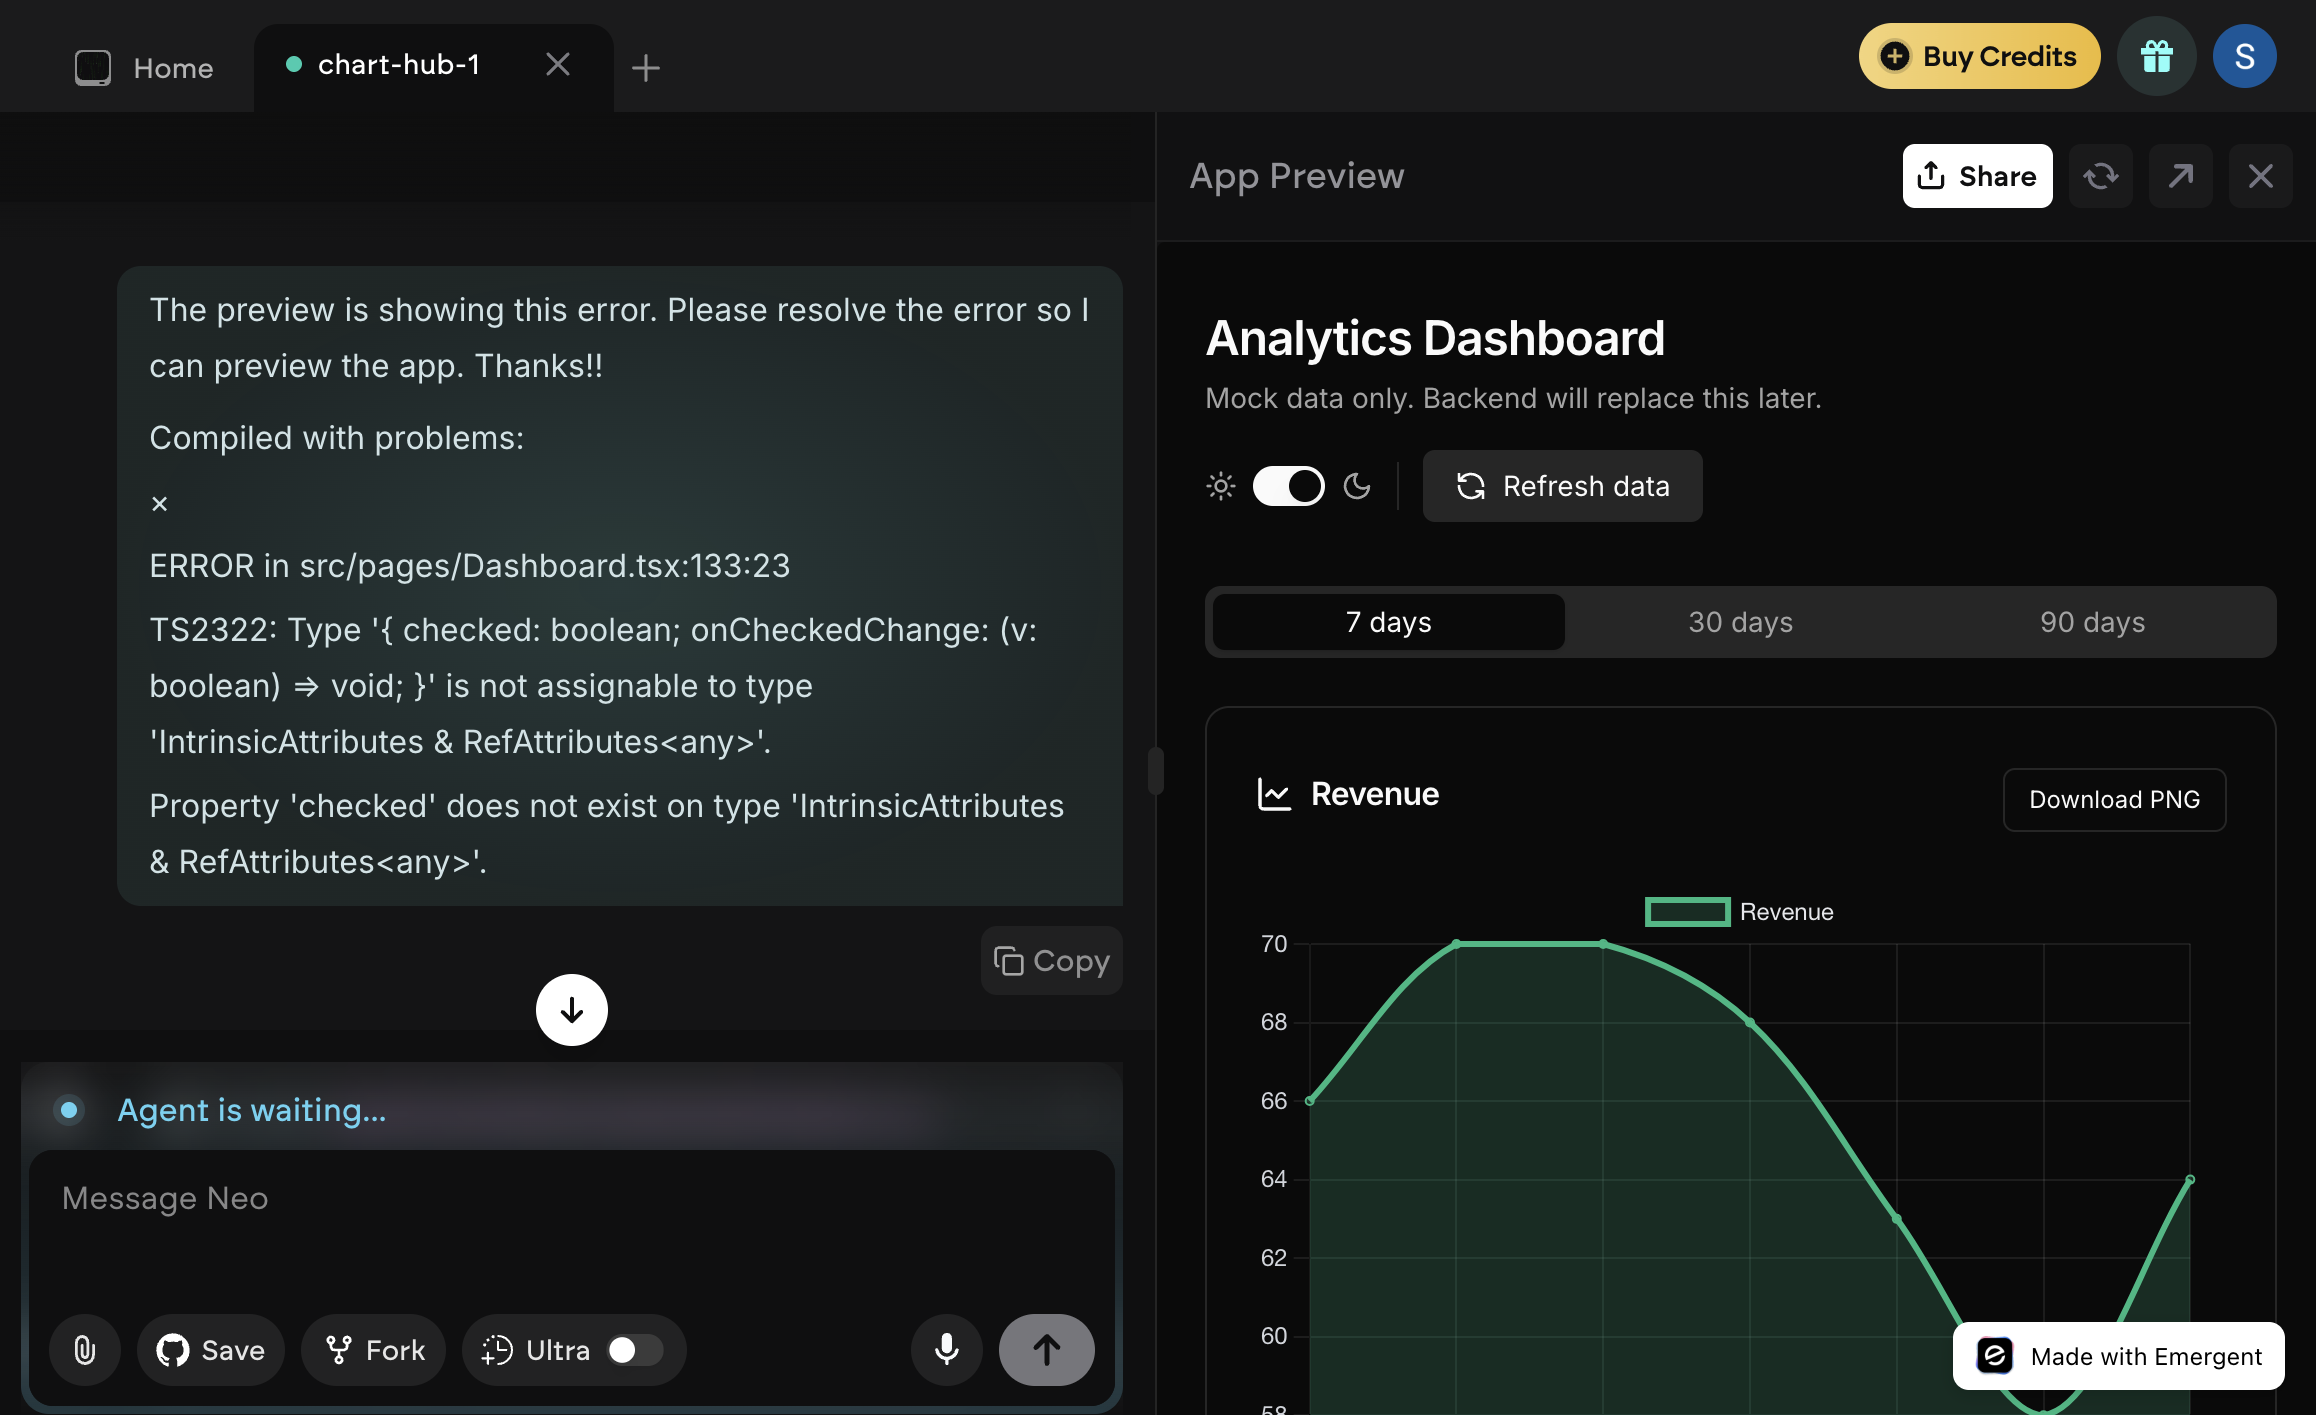 Home
chart-hub-1
Buy Credits
S
The preview is showing this error. Please resolve the error so I
can preview the app. Thanks!!
Compiled with problems:
×
ERROR in src/pages/Dashboard.tsx:133:23
TS2322: Type '{ checked: boolean; onCheckedChange: (v:
boolean) => void; }' is not assignable to type
'IntrinsicAttributes & RefAttributes<any>'.
Property 'checked' does not exist on type 'IntrinsicAttributes
& RefAttributes<any>'.
Copy
Agent is waiting...
Message Neo
Save
Fork
Ultra
App Preview
Share
Analytics Dashboard
Mock data only. Backend will replace this later.
Refresh data
7 days
30 days
90 days
Revenue
Download PNG
Revenue
70
68
66
64
62
60
58
Made with Emergent